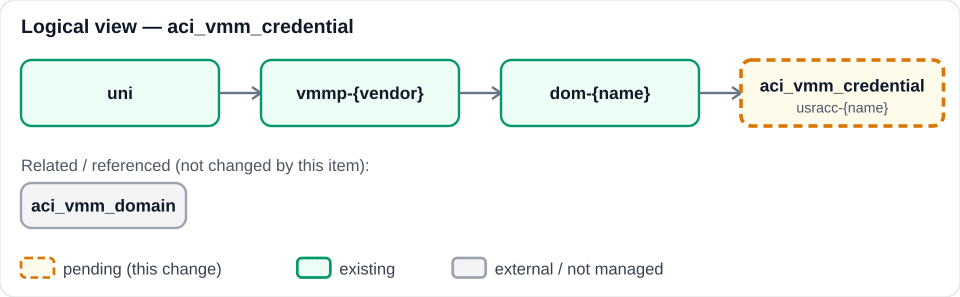 Logical view — aci_vmm_credential
uni
vmmp-{vendor}
dom-{name}
aci_vmm_credential
usracc-{name}
Related / referenced (not changed by this item):
aci_vmm_domain
pending (this change)
existing
external / not managed